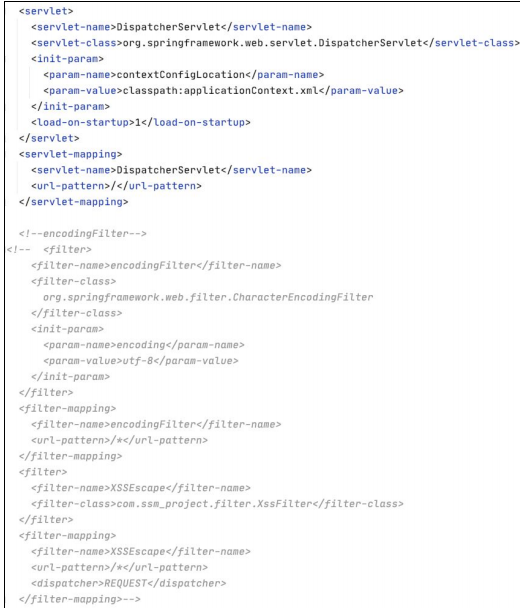 <servlet>
<servlet-name>DispatcherServlet</servlet-name>
<servlet-class>org.springframework.web.servlet.DispatcherServlet</servlet-class>
<init-param>
<param-name>contextConfigLocation</param-name>
<param-value>classpath:applicationContext.xml</param-value>
</init-param>
<load-on-startup>1</load-on-startup>
</servlet>
<servlet-mapping>
<servlet-name>DispatcherServlet</servlet-name>
<url-pattern>/</url-pattern>
</servlet-mapping>
<!--encodingFilter-->
<!-- <filter>
<filter-name>encodingFilter</filter-name>
<filter-class>
org.springframework.web.filter.CharacterEncodingFilter
</filter-class>
<init-param>
<param-name>encoding</param-name>
<param-value>utf-8</param-value>
</init-param>
</filter>
<filter-mapping>
<filter-name>encodingFilter</filter-name>
<url-pattern>/*</url-pattern>
</filter-mapping>
<filter>
<filter-name>XSSEscape</filter-name>
<filter-class>com.ssm_project.filter.XssFilter</filter-class>
</filter>
<filter-mapping>
<filter-name>XSSEscape</filter-name>
<url-pattern>/*</url-pattern>
<dispatcher>REQUEST</dispatcher>
</filter-mapping>-->